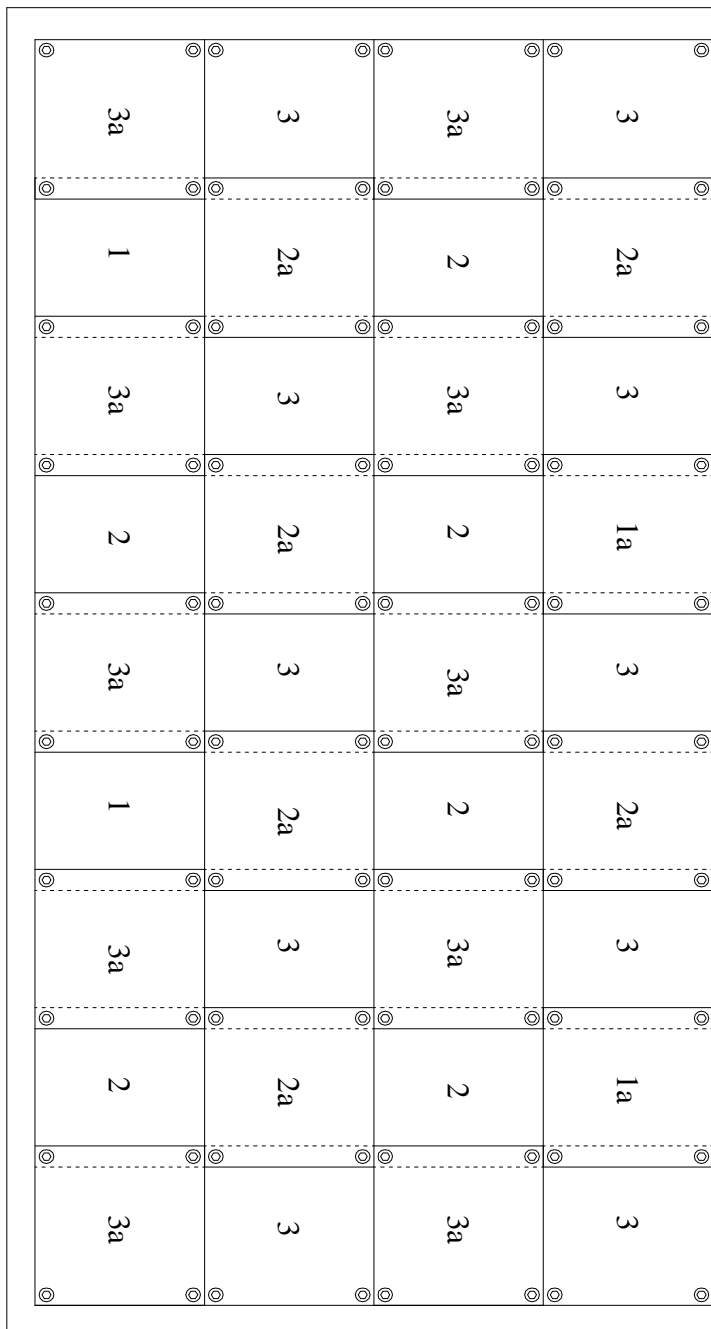 3 2a 3 1a 3 2a 3 1a 3
3a 2 3a 2 3a 2 3a 2 3a
3 2a 3 2a 3 2a 3 2a 3
3a 1 3a 2 3a 1 3a 2 3a